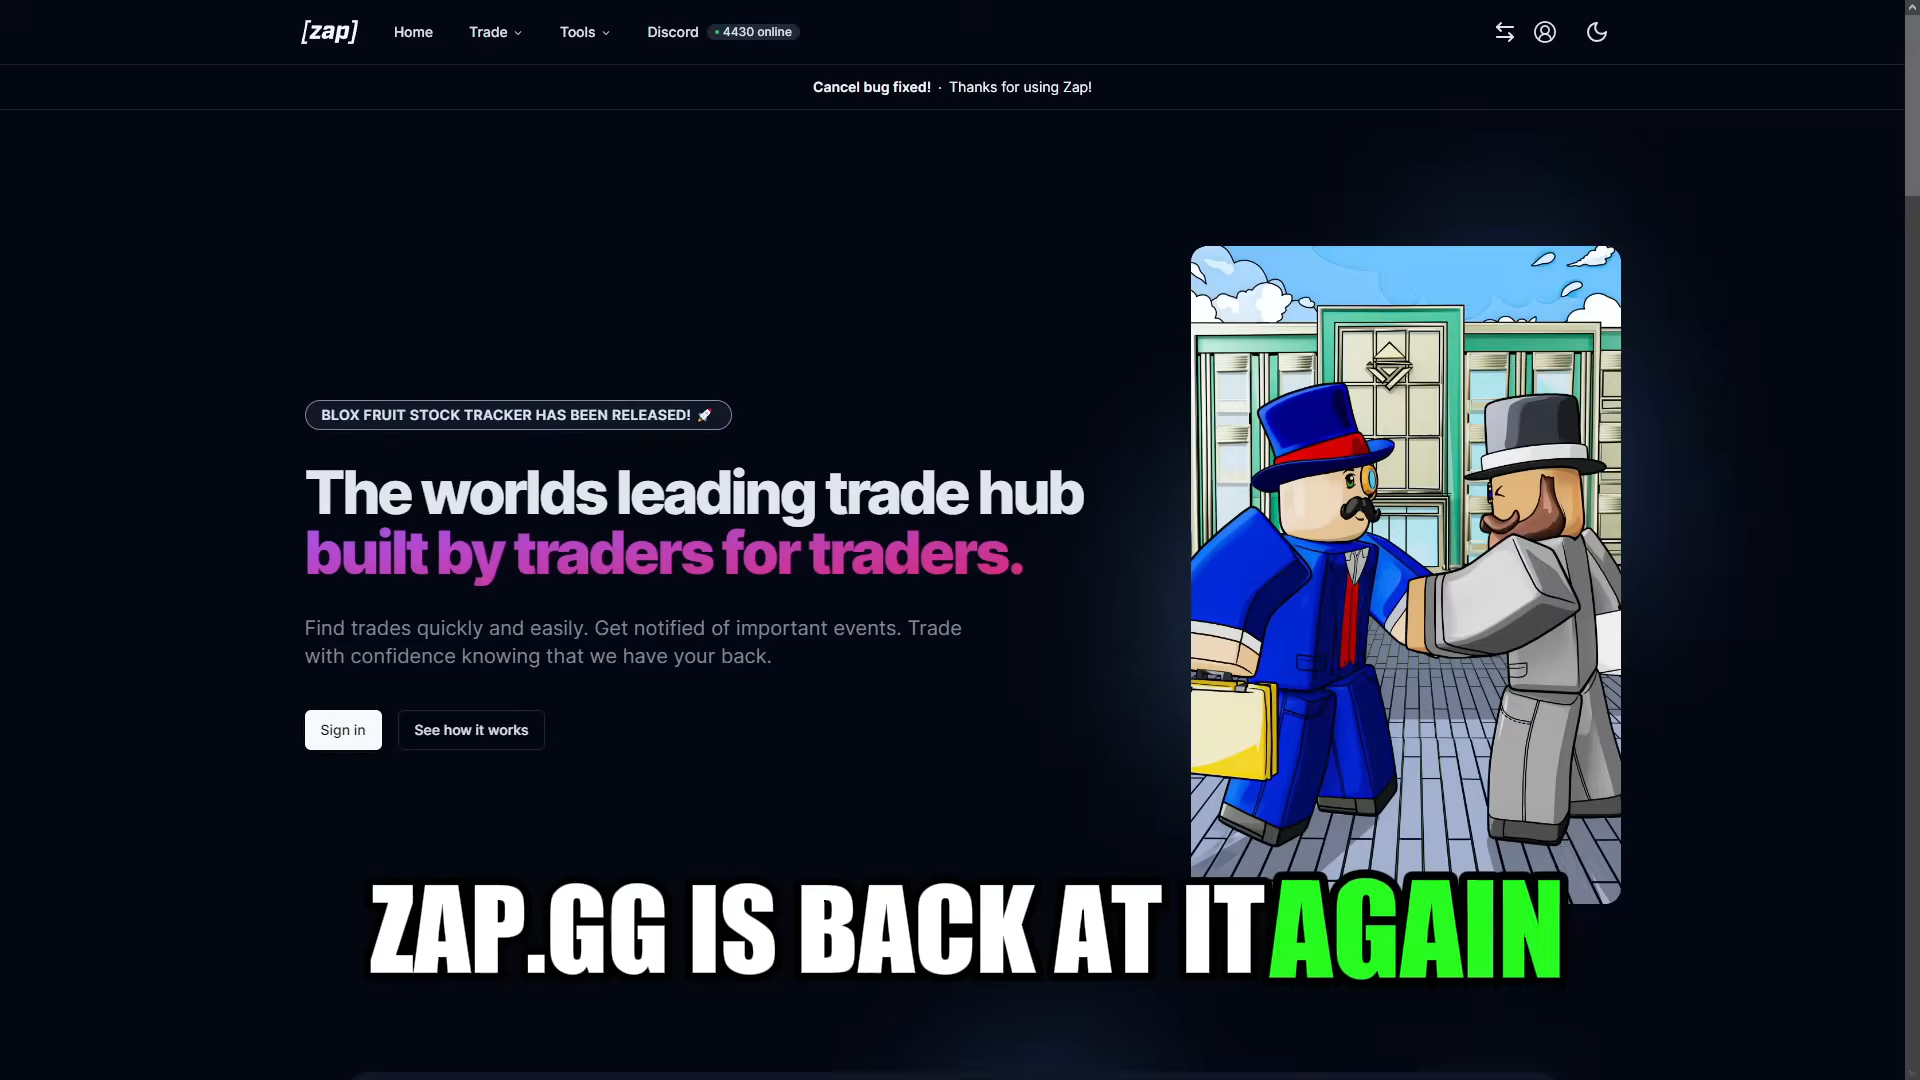 [zap]
Home
Trade
Tools
Discord
4430 online
Cancel bug fixed! · Thanks for using Zap!
BLOX FRUIT STOCK TRACKER HAS BEEN RELEASED! 🚀
The worlds leading trade hub
built by traders for traders.
Find trades quickly and easily. Get notified of important events. Trade
with confidence knowing that we have your back.
Sign in
See how it works
ZAP.GG IS BACK AT IT AGAIN